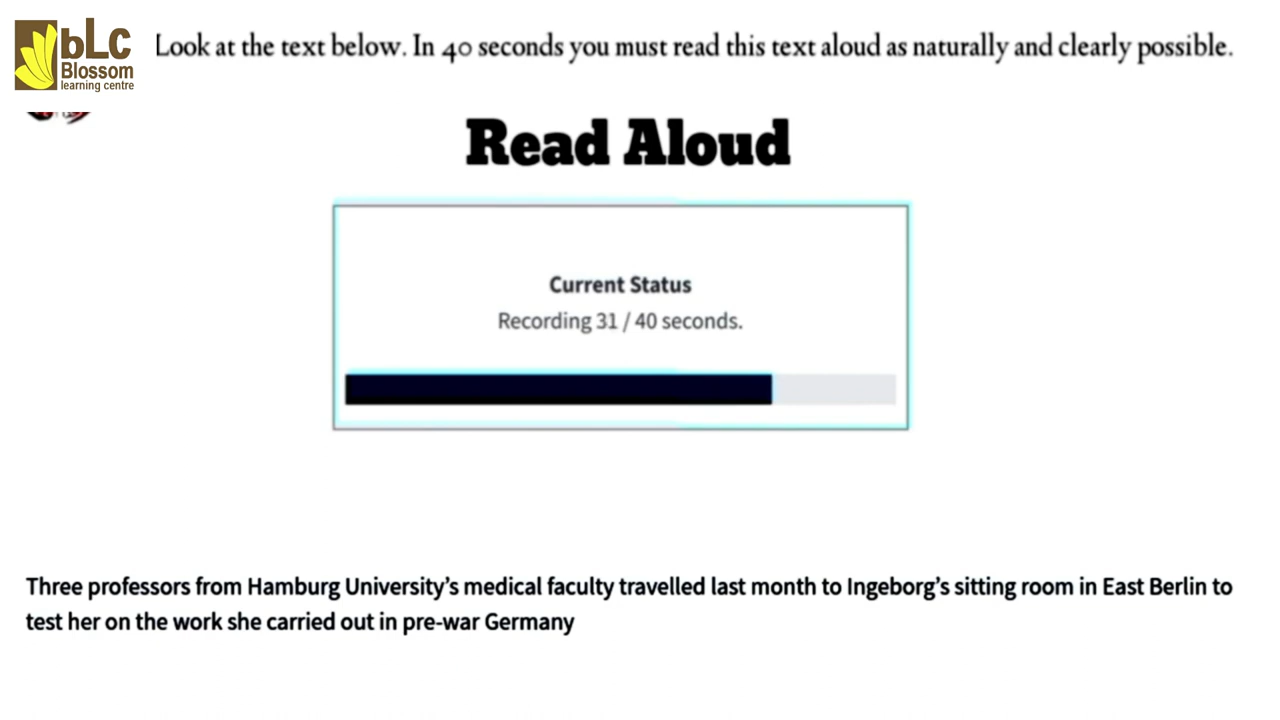 bLC
Blossom
learning centre
Look at the text below. In 40 seconds you must read this text aloud as naturally and clearly possible.
Read Aloud
Current Status
Recording 31 / 40 seconds.
Three professors from Hamburg University's medical faculty travelled last month to Ingeborg's sitting room in East Berlin to
test her on the work she carried out in pre-war Germany